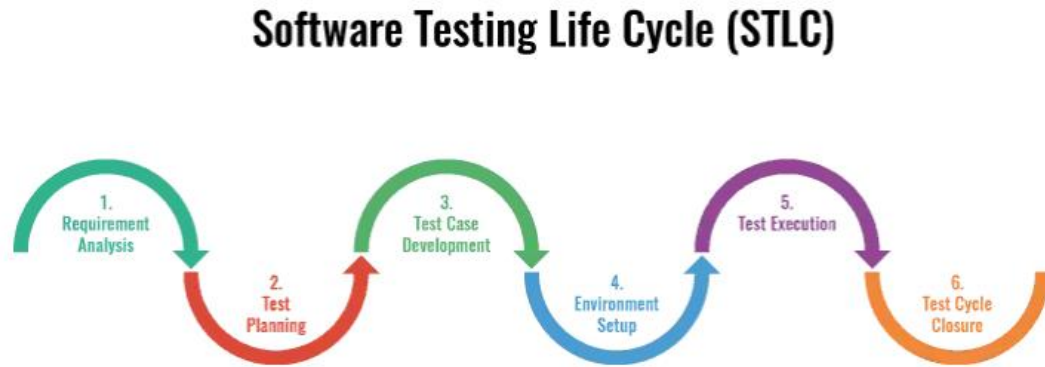 Software Testing Life Cycle (STLC)
1.
Requirement
Analysis
2.
Test
Planning
3.
Test Case
Development
4.
Environment
Setup
5.
Test Execution
6.
Test Cycle
Closure